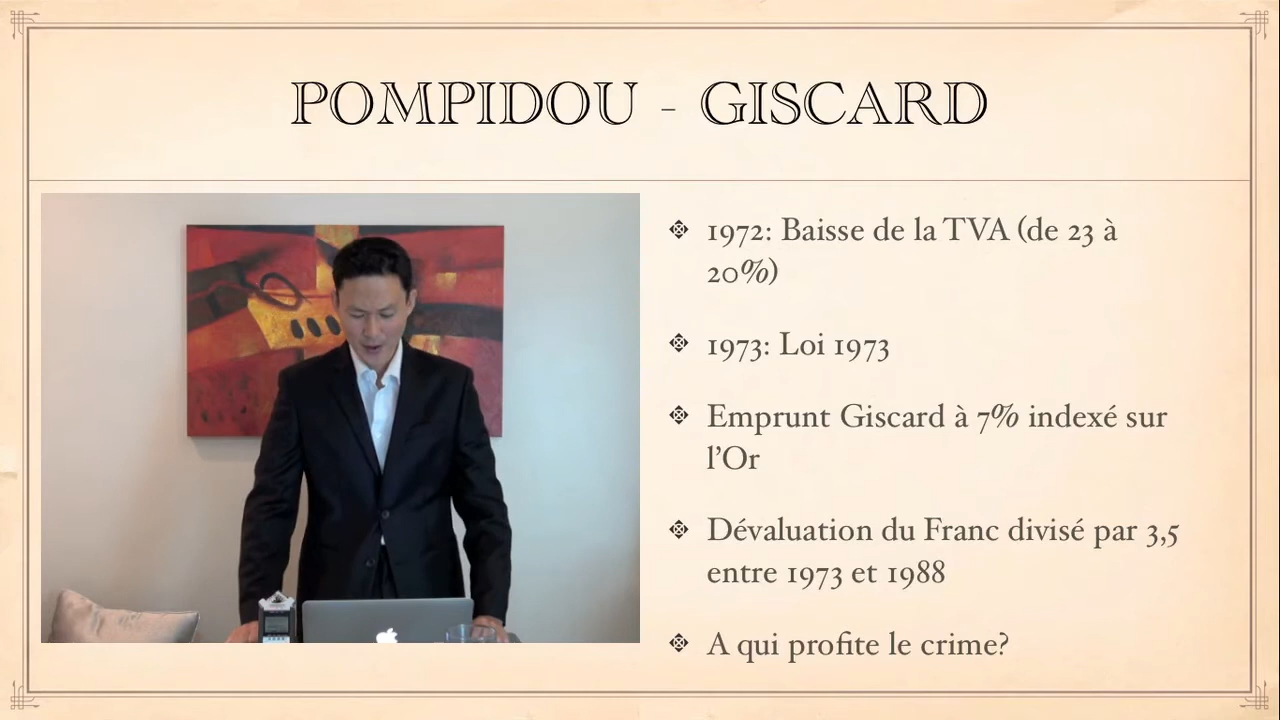 POMPIDOU - GISCARD
1972: Baisse de la TVA (de 23 à
20%)
1973: Loi 1973
Emprunt Giscard à 7% indexé sur
l'Or
Dévaluation du Franc divisé par 3,5
entre 1973 et 1988
A qui profite le crime?